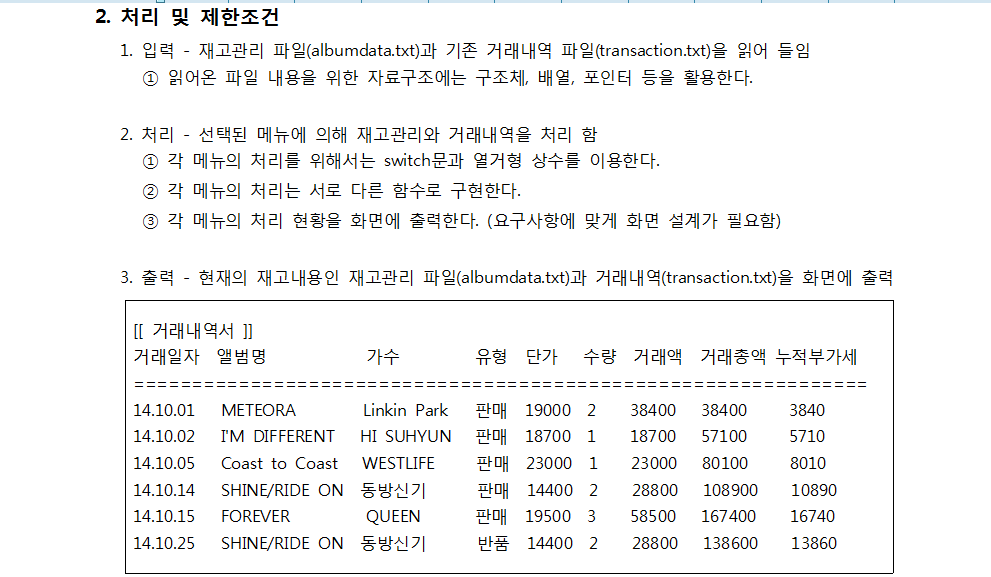 2. 처리 및 제한조건
1. 입력 - 재고관리 파일(albumdata.txt)과 기존 거래내역 파일(transaction.txt)을 읽어 들임
① 읽어온 파일 내용을 위한 자료구조에는 구조체, 배열, 포인터 등을 활용한다.
2. 처리 - 선택된 메뉴에 의해 재고관리와 거래내역을 처리 함
① 각 메뉴의 처리를 위해서는 switch문과 열거형 상수를 이용한다.
② 각 메뉴의 처리는 서로 다른 함수로 구현한다.
③ 각 메뉴의 처리 현황을 화면에 출력한다. (요구사항에 맞게 화면 설계가 필요함)
3. 출력 - 현재의 재고내용인 재고관리 파일(albumdata.txt)과 거래내역(transaction.txt)을 화면에 출력
[[ 거래내역서 ]]
거래일자 앨범명 가수 유형 단가 수량 거래액 거래총액 누적부가세
================================================================
14.10.01 METEORA Linkin Park 판매 19000 2 38400 38400 3840
14.10.02 I'M DIFFERENT HI SUHYUN 판매 18700 1 18700 57100 5710
14.10.05 Coast to Coast WESTLIFE 판매 23000 1 23000 80100 8010
14.10.14 SHINE/RIDE ON 동방신기 판매 14400 2 28800 108900 10890
14.10.15 FOREVER QUEEN 판매 19500 3 58500 167400 16740
14.10.25 SHINE/RIDE ON 동방신기 반품 14400 2 28800 138600 13860